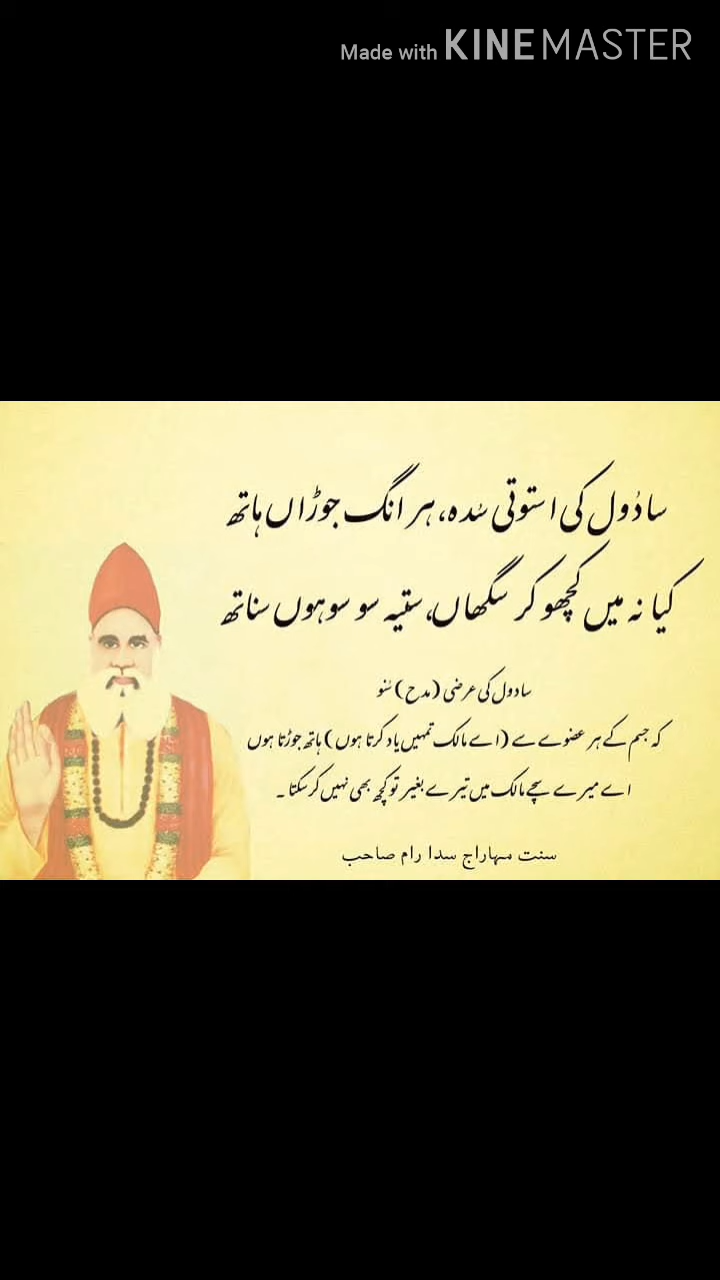 Made with KINEMASTER
سادُول کی استوتی سُدہ، ہر انگ جوڑاں ہاتھ
کیا نہ میں کچھو کر سگھاں، ستیہ سو سوہوں سناتھ
سادول کی عرضی (مدح) سُنو
کہ جسم کے ہر عضوے سے (اے مالک تمہیں یاد کرتا ہوں) ہاتھ جوڑتا ہوں
اے میرے سچے مالک میں تیرے بغیر تو کچھ بھی نہیں کر سکتا ۔
سنت مہاراج سدا رام صاحب